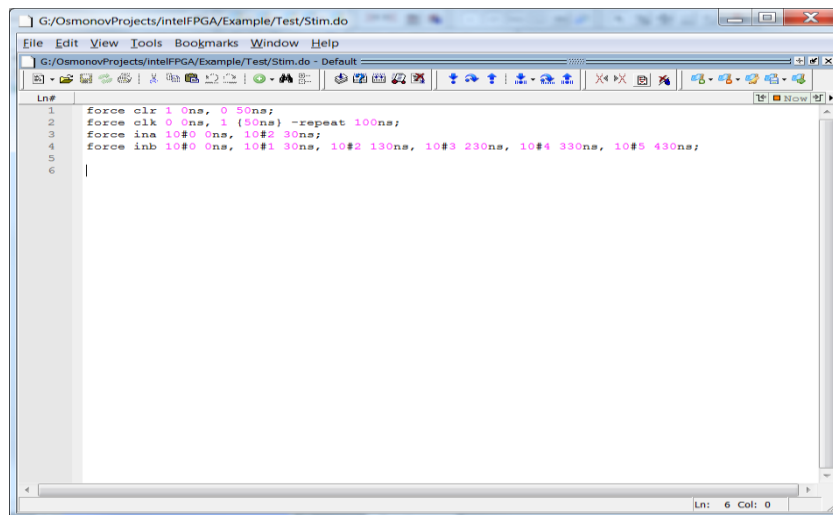 G:/OsmonovProjects/intelFPGA/Example/Test/Stim.do
File Edit View Tools Bookmarks Window Help
G:/OsmonovProjects/intelFPGA/Example/Test/Stim.do - Default
Ln#
Now
1 force clr 1 0ns, 0 50ns;
2 force clk 0 0ns, 1 {50ns} -repeat 100ns;
3 force ina 10#0 0ns, 10#2 30ns;
4 force inb 10#0 0ns, 10#1 30ns, 10#2 130ns, 10#3 230ns, 10#4 330ns, 10#5 430ns;
5
6
Ln: 6 Col: 0